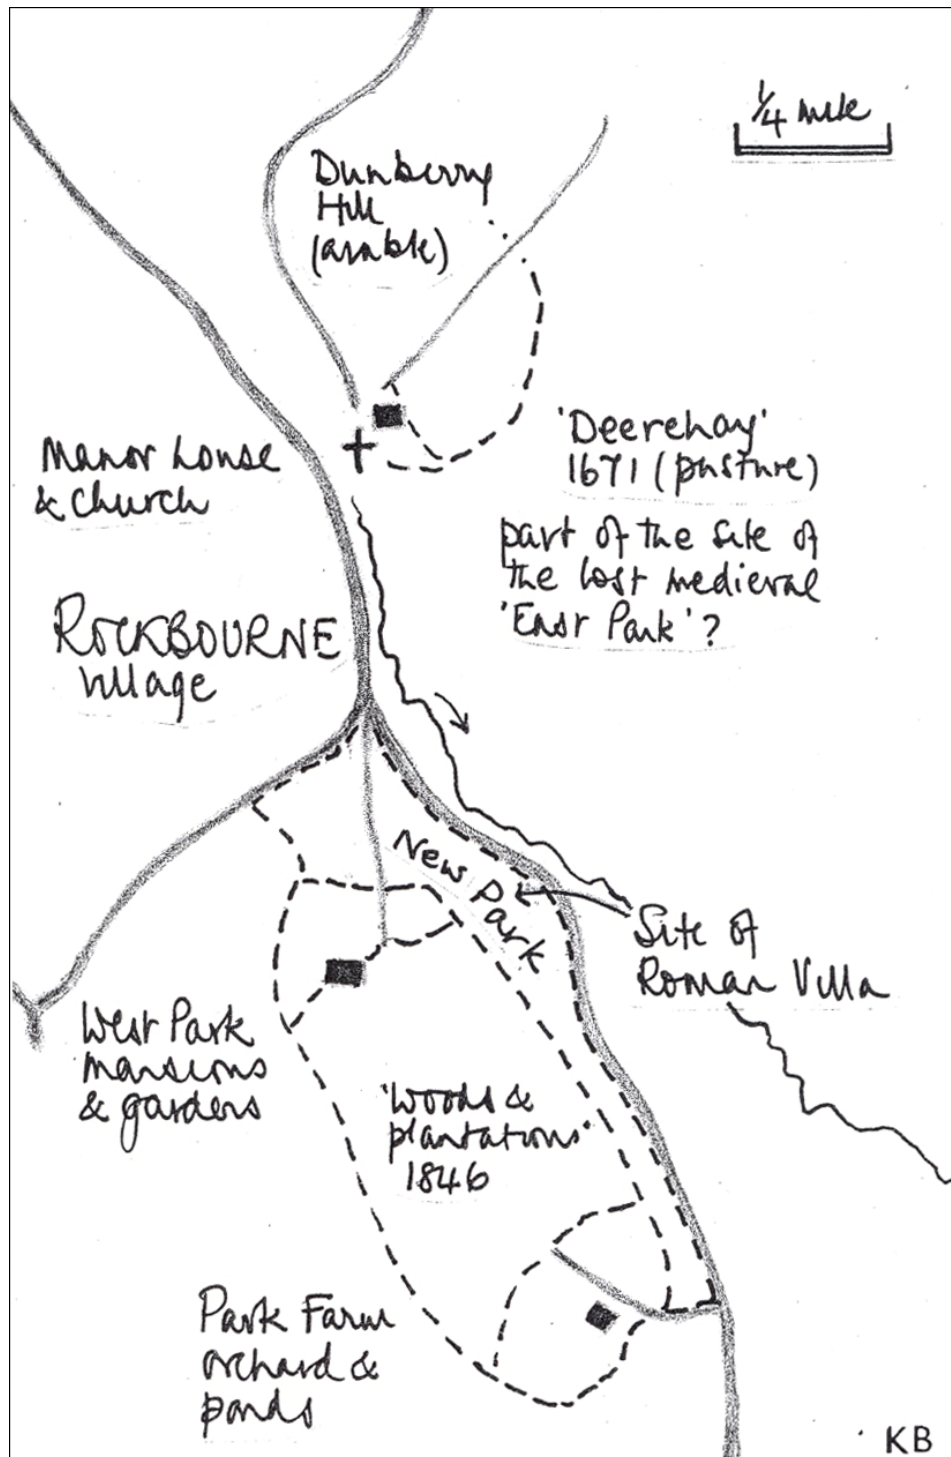 1/4 mile
Dunberry
Hill
(arable)
'Deerehay'
1671 (pasture)
Manor house
& church
part of the site of
the lost medieval
'East Park'?
ROCKBOURNE
village
New Park
Site of
Roman Villa
West Park
mansions
& gardens
'Woods &
plantations'
1846
Park Farm
orchard &
ponds
KB